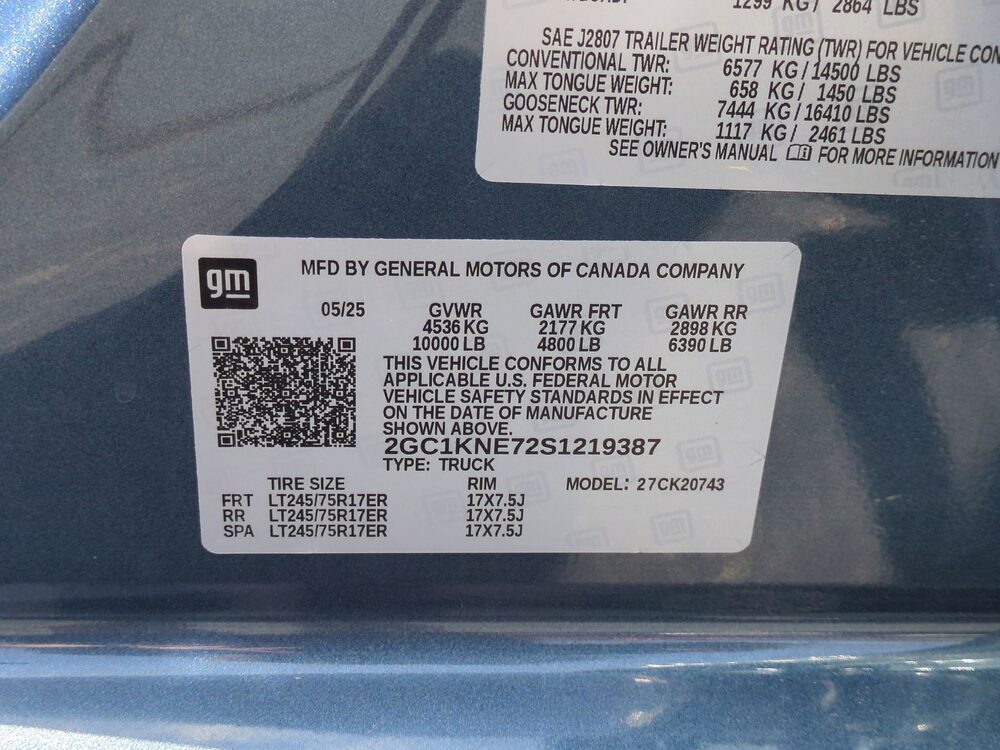 1299 KG / 2864 LBS
SAE J2807 TRAILER WEIGHT RATING (TWR) FOR VEHICLE CON
CONVENTIONAL TWR: 6577 KG / 14500 LBS
MAX TONGUE WEIGHT: 658 KG / 1450 LBS
GOOSENECK TWR: 7444 KG / 16410 LBS
MAX TONGUE WEIGHT: 1117 KG / 2461 LBS
SEE OWNER'S MANUAL FOR MORE INFORMATION
gm
MFD BY GENERAL MOTORS OF CANADA COMPANY
05/25 GVWR GAWR FRT GAWR RR
4536 KG 2177 KG 2898 KG
10000 LB 4800 LB 6390 LB
THIS VEHICLE CONFORMS TO ALL
APPLICABLE U.S. FEDERAL MOTOR
VEHICLE SAFETY STANDARDS IN EFFECT
ON THE DATE OF MANUFACTURE
SHOWN ABOVE.
2GC1KNE72S1219387
TYPE: TRUCK
TIRE SIZE RIM MODEL: 27CK20743
FRT LT245/75R17ER 17X7.5J
RR LT245/75R17ER 17X7.5J
SPA LT245/75R17ER 17X7.5J